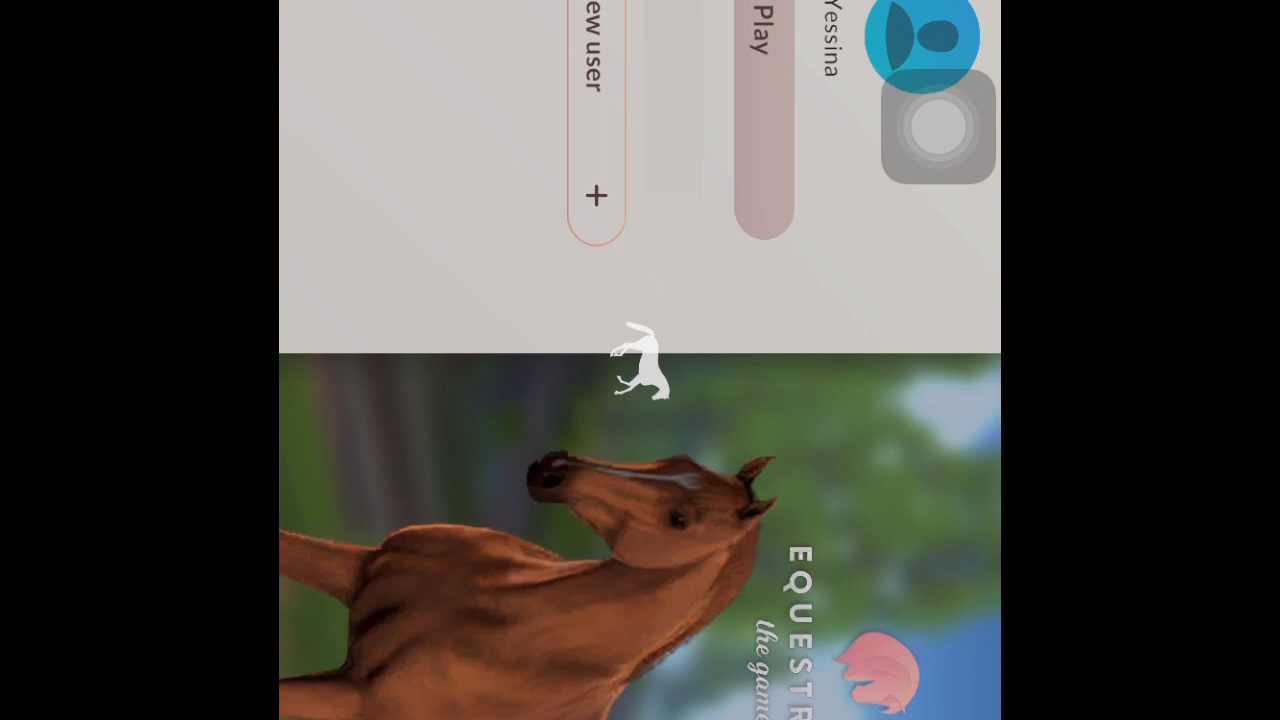 Yessina
Play
ew user
+
EQUESTR
the game